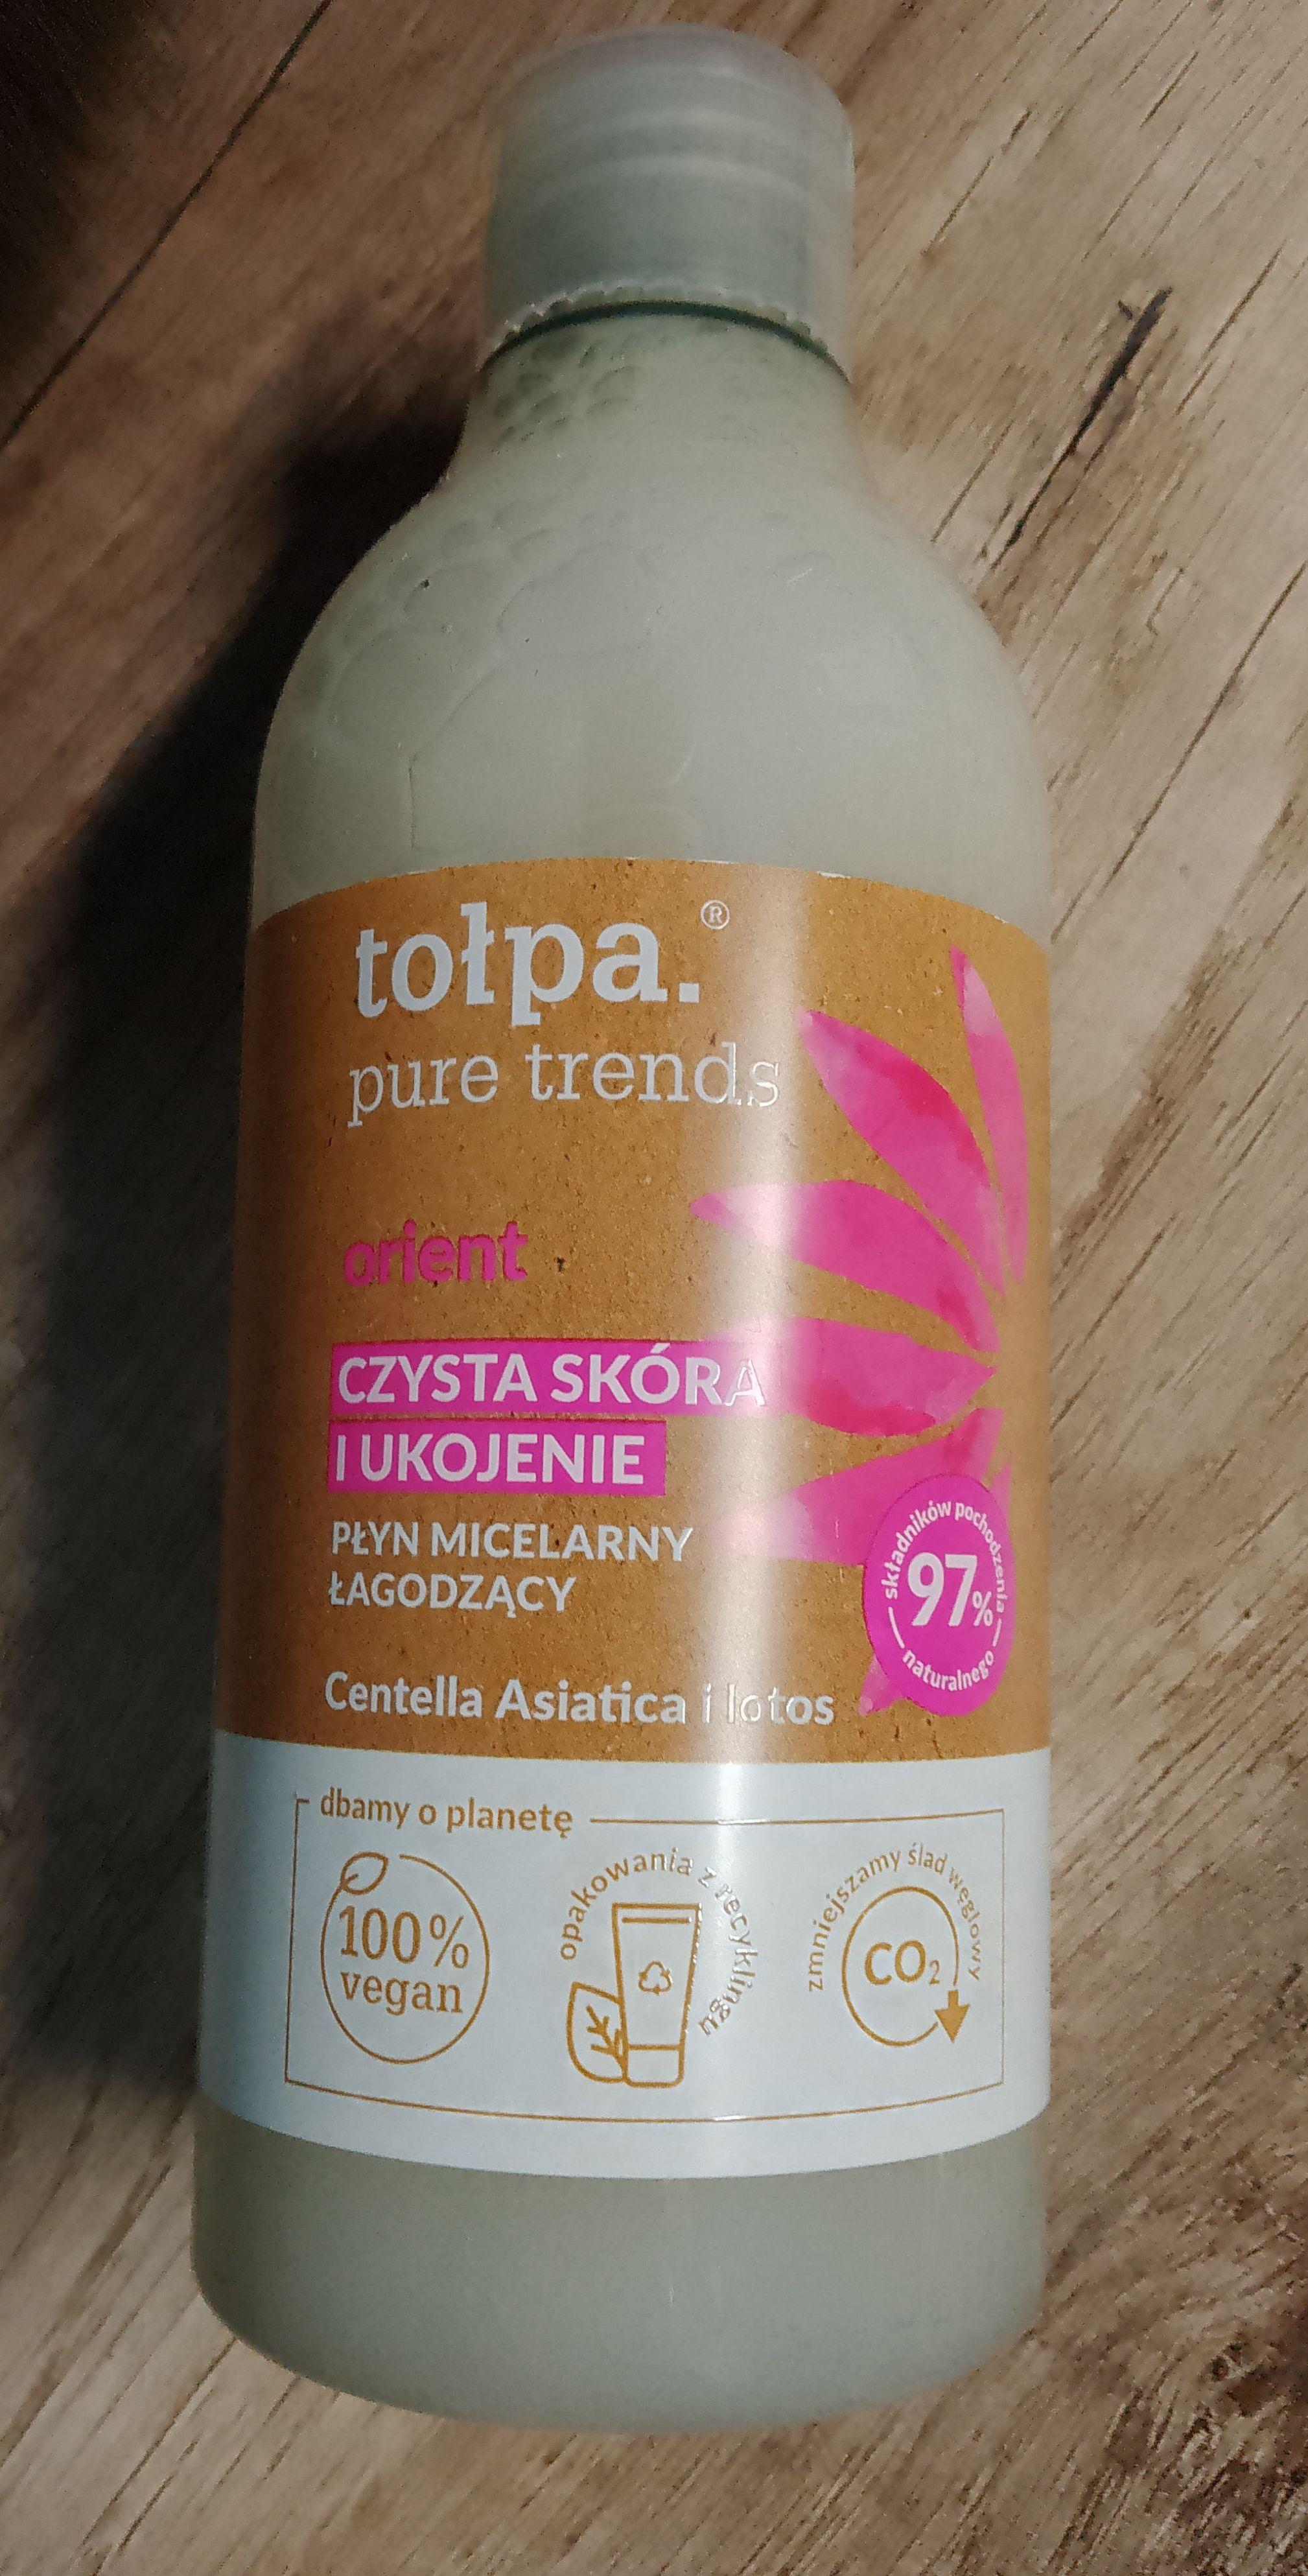 tołpa.®
pure trends
orient
CZYSTA SKÓRA
I UKOJENIE
PŁYN MICELARNY
ŁAGODZĄCY
składników pochodzenia
97%
naturalnego
Centella Asiatica i lotos
dbamy o planetę
100%
vegan
opakowania z recyklingu
zmniejszamy ślad węglowy
CO₂